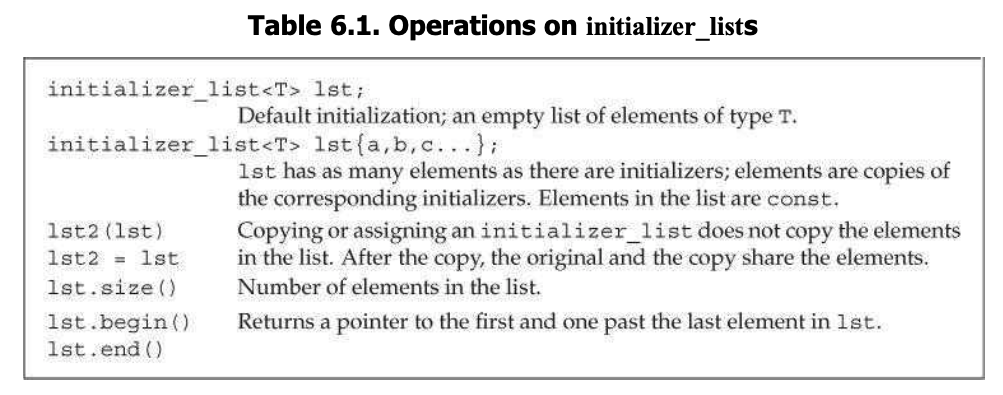 Table 6.1. Operations on initializer_lists
initializer_list<T> lst;
Default initialization; an empty list of elements of type T.
initializer_list<T> lst{a,b,c...};
lst has as many elements as there are initializers; elements are copies of
the corresponding initializers. Elements in the list are const.
lst2(lst) Copying or assigning an initializer_list does not copy the elements
lst2 = lst in the list. After the copy, the original and the copy share the elements.
lst.size() Number of elements in the list.
lst.begin() Returns a pointer to the first and one past the last element in lst.
lst.end()